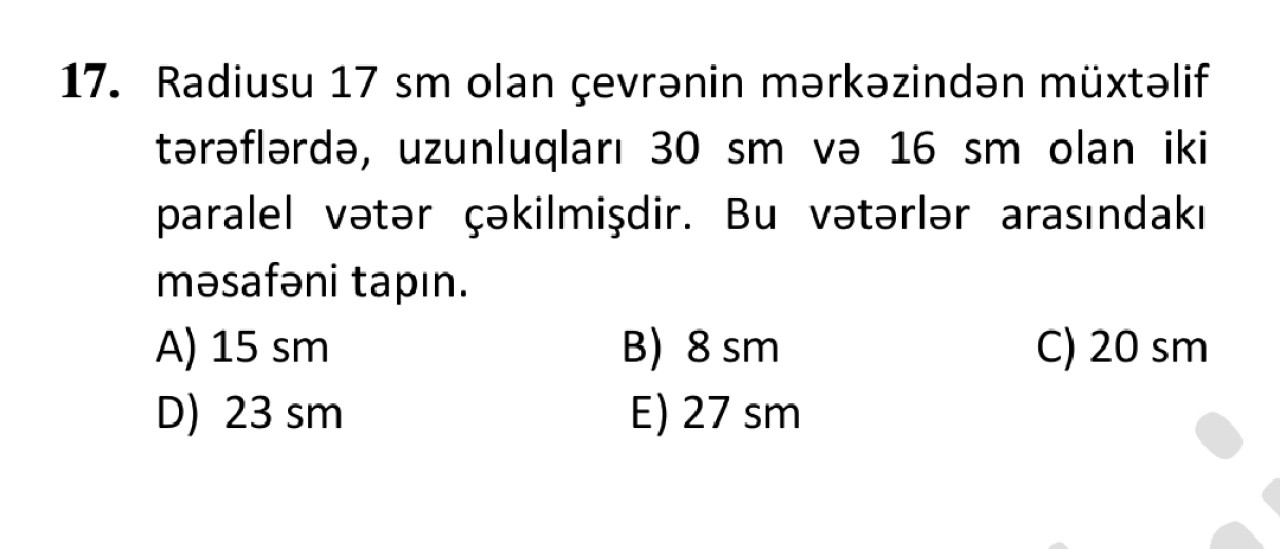 17. Radiusu 17 sm olan çevrənin mərkəzindən müxtəlif
tərəflərdə, uzunluqları 30 sm və 16 sm olan iki
paralel vətər çəkilmişdir. Bu vətərlər arasındakı
məsafəni tapın.
A) 15 sm B) 8 sm C) 20 sm
D) 23 sm E) 27 sm